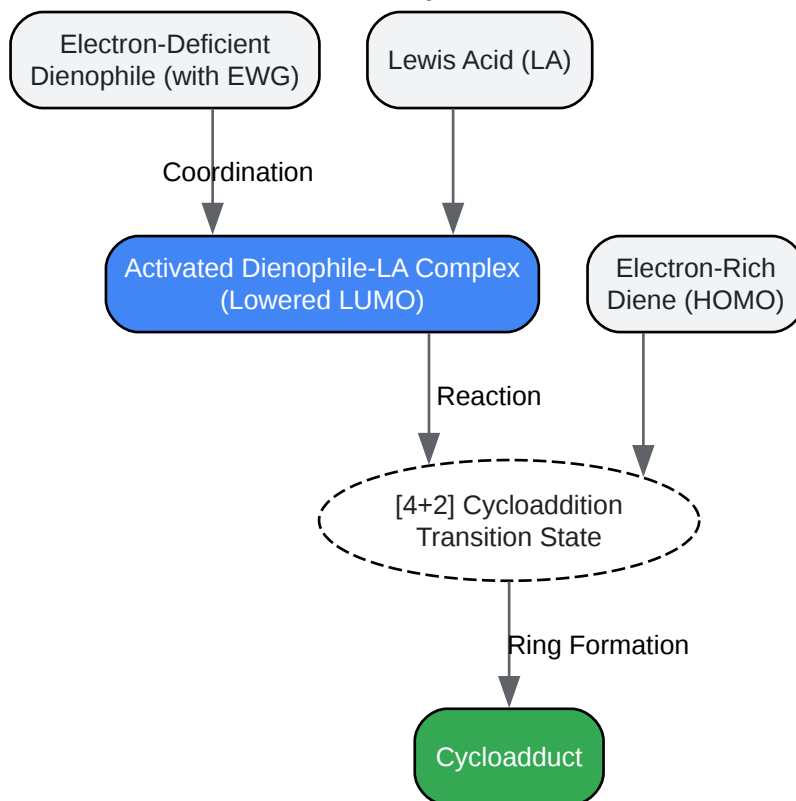 Electron-Deficient
Dienophile (with EWG)
Lewis Acid (LA)
Coordination
Activated Dienophile-LA Complex
(Lowered LUMO)
Electron-Rich
Diene (HOMO)
Reaction
[4+2] Cycloaddition
Transition State
Ring Formation
Cycloadduct